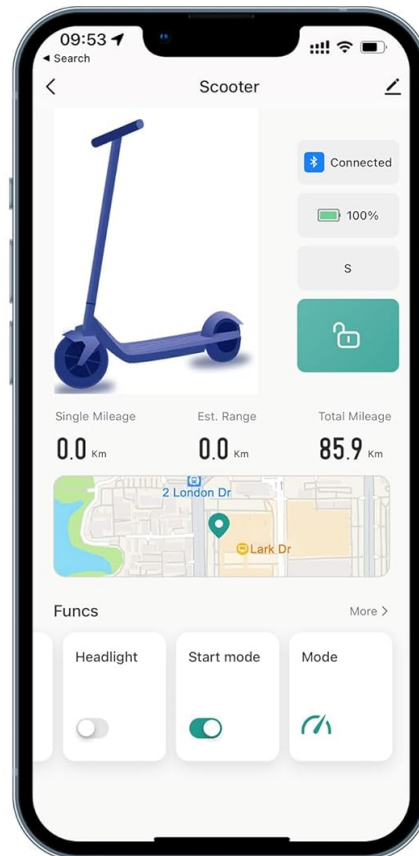 09:53
Search
Scooter
Connected
100%
S
Single Mileage
Est. Range
Total Mileage
0.0 Km
0.0 Km
85.9 Km
2 London Dr
Lark Dr
Funcs
More >
Headlight
Start mode
Mode